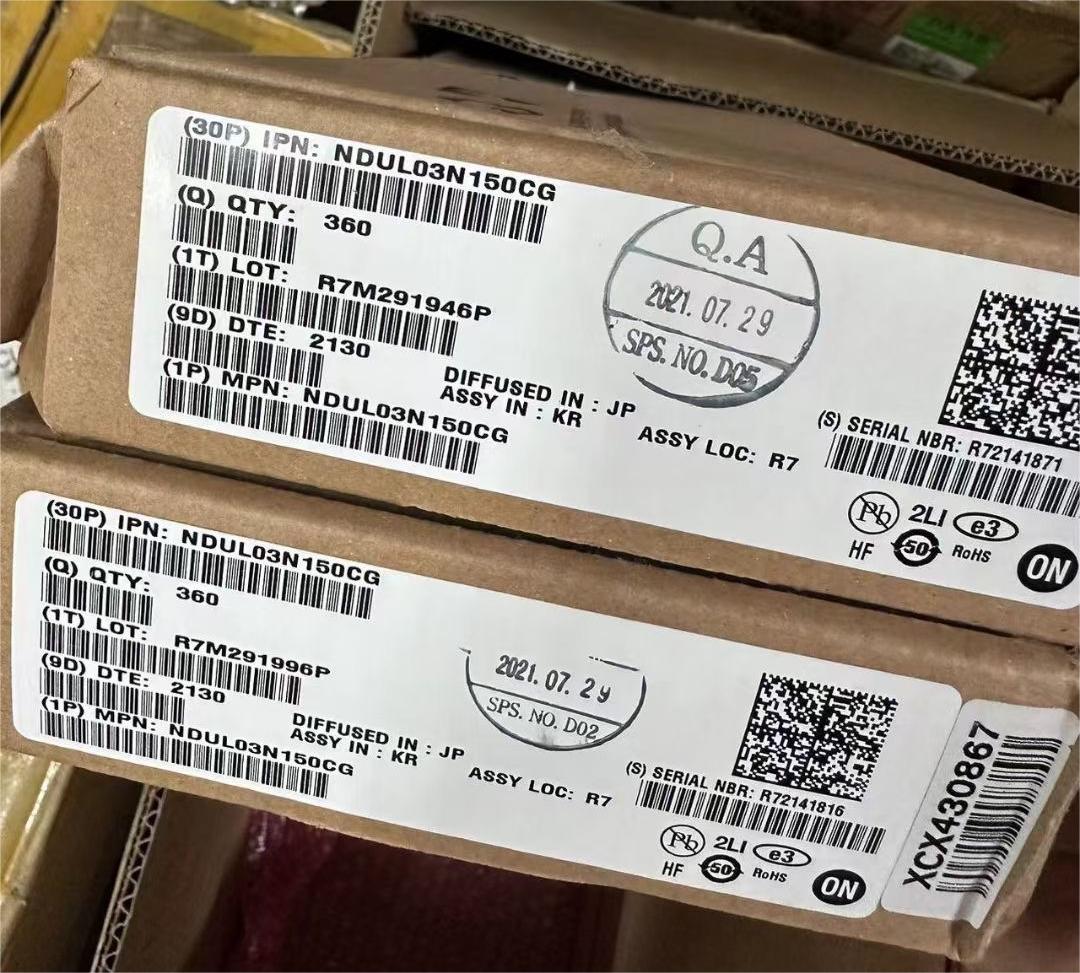 (30P) IPN: NDUL03N150CG
(Q) QTY: 360
(1T) LOT: R7M291946P
(9D) DTE: 2130
(1P) MPN: NDUL03N150CG
DIFFUSED IN : JP
ASSY IN : KR
ASSY LOC: R7
Q.A
2021. 07. 29
SPS. NO. D05
(S) SERIAL NBR: R72141871
Pb 2LI e3
HF 50 RoHS
ON
(30P) IPN: NDUL03N150CG
(Q) QTY: 360
(1T) LOT: R7M291996P
(9D) DTE: 2130
(1P) MPN: NDUL03N150CG
DIFFUSED IN : JP
ASSY IN : KR
ASSY LOC: R7
2021. 07. 29
SPS. NO. D02
(S) SERIAL NBR: R72141816
Pb 2LI e3
HF 50 RoHS
ON
XCX430867